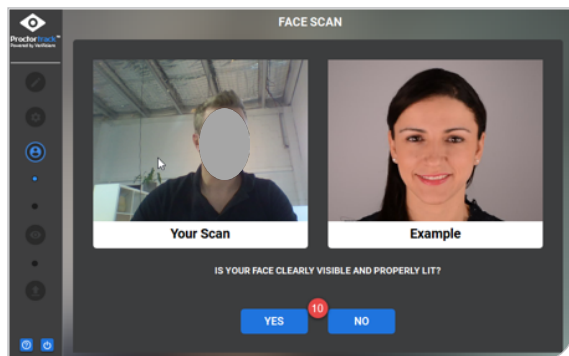 FACE SCAN
Proctortrack™
Powered by Verificient
Your Scan
Example
IS YOUR FACE CLEARLY VISIBLE AND PROPERLY LIT?
10
YES
NO